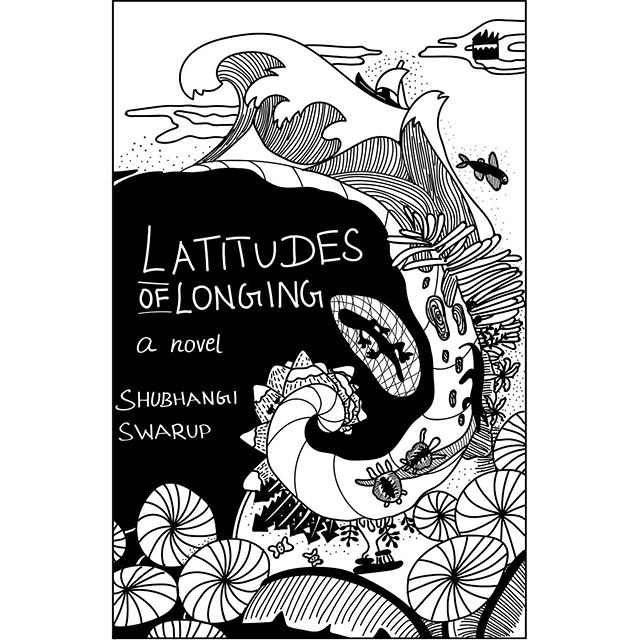 LATITUDES
OF LONGING
a novel
SHUBHANGI
SWARUP